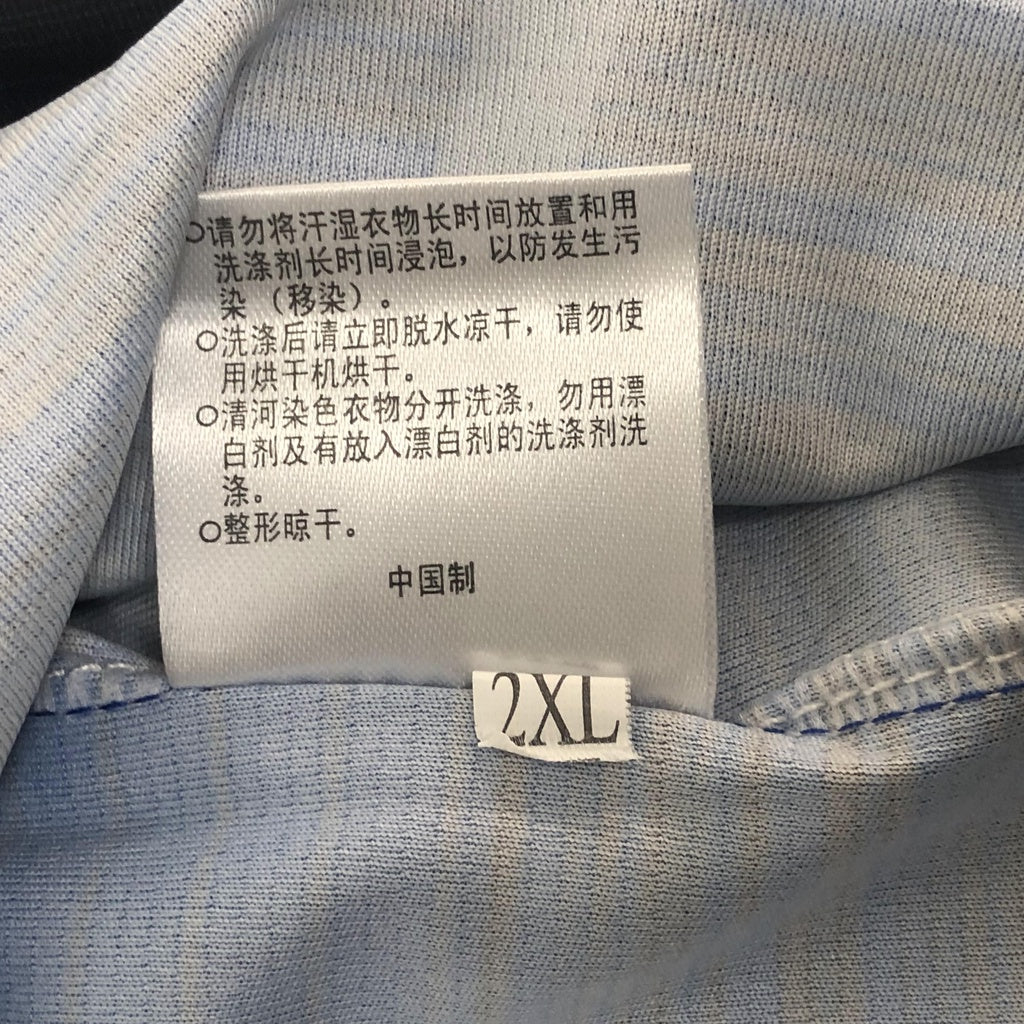 ○请勿将汗湿衣物长时间放置和用
洗涤剂长时间浸泡，以防发生污
染（移染）。
○洗涤后请立即脱水凉干，请勿使
用烘干机烘干。
○清河染色衣物分开洗涤，勿用漂
白剂及有放入漂白剂的洗涤剂洗
涤。
○整形晾干。
中国制
2XL